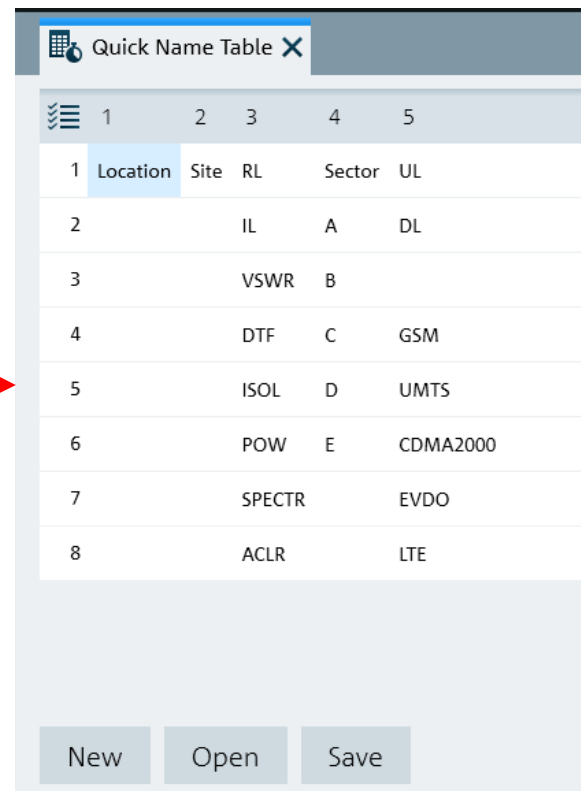 Quick Name Table
1 2 3 4 5
1 Location Site RL Sector UL
2 IL A DL
3 VSWR B
4 DTF C GSM
5 ISOL D UMTS
6 POW E CDMA2000
7 SPECTR EVDO
8 ACLR LTE
New Open Save